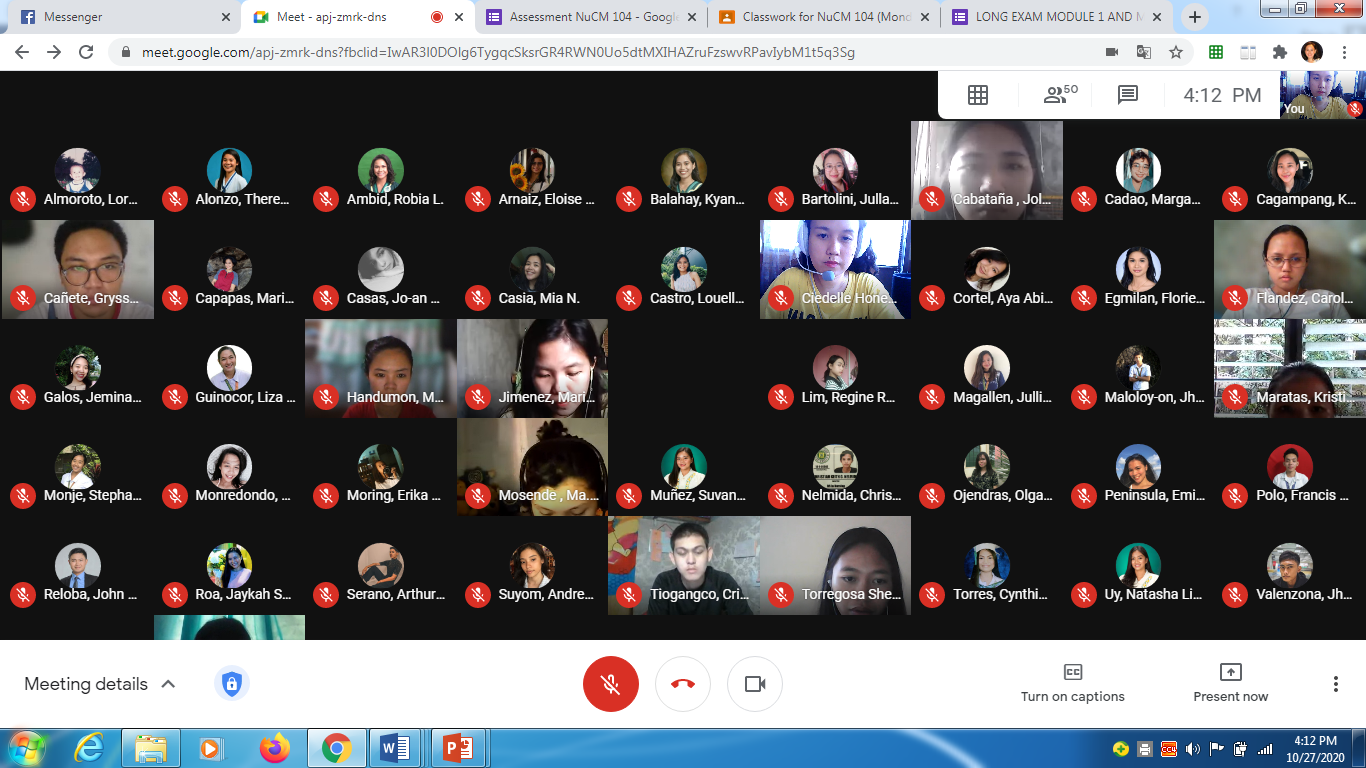 Messenger
Meet - apj-zmrk-dns
Assessment NuCM 104 - Google
Classwork for NuCM 104 (Mond
LONG EXAM MODULE 1 AND M
meet.google.com/apj-zmrk-dns?fbclid=IwAR3I0DOIg6TygqcSksrGR4RWN0Uo5dtMXIHAZruFzswvRPavIybM1t5q3Sg
50
4:12 PM
You
Almoroto, Lor...
Alonzo, There...
Ambid, Robia L.
Arnaiz, Eloise ...
Balahay, Kyan...
Bartolini, Julla...
Cabataña , Jol...
Cadao, Marga...
Cagampang, K...
Cañete, Gryss...
Capapas, Mari...
Casas, Jo-an ...
Casia, Mia N.
Castro, Louell...
Ciedelle Hone...
Cortel, Aya Abi...
Egmilan, Florie...
Flandez, Carol...
Galos, Jemina...
Guinocor, Liza ...
Handumon, M...
Jimenez, Mari...
Lim, Regine R...
Magallen, Julli...
Maloloy-on, Jh...
Maratas, Kristi...
Monje, Stepha...
Monredondo, ...
Moring, Erika ...
Mosende , Ma....
Muñez, Suvan...
Nelmida, Chris...
Ojendras, Olga...
Peninsula, Emi...
Polo, Francis ...
Reloba, John ...
Roa, Jaykah S...
Serano, Arthur...
Suyom, Andre...
Tiogangco, Cri...
Torregosa She...
Torres, Cynthi...
Uy, Natasha Li...
Valenzona, Jh...
Meeting details
Turn on captions
Present now
4:12 PM
10/27/2020